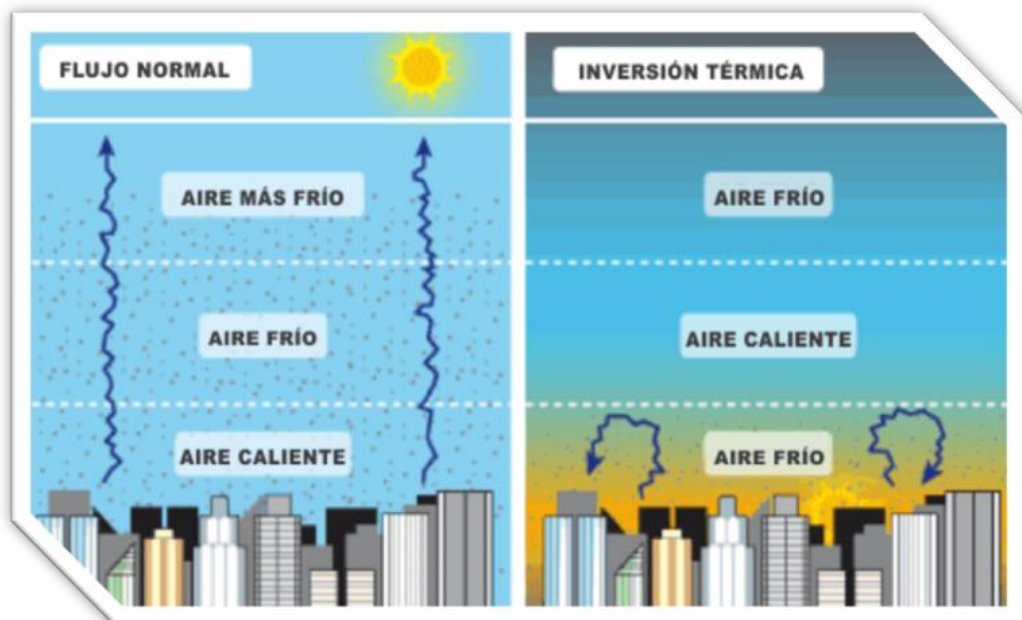 FLUJO NORMAL
AIRE MÁS FRÍO
AIRE FRÍO
AIRE CALIENTE
INVERSIÓN TÉRMICA
AIRE FRÍO
AIRE CALIENTE
AIRE FRÍO